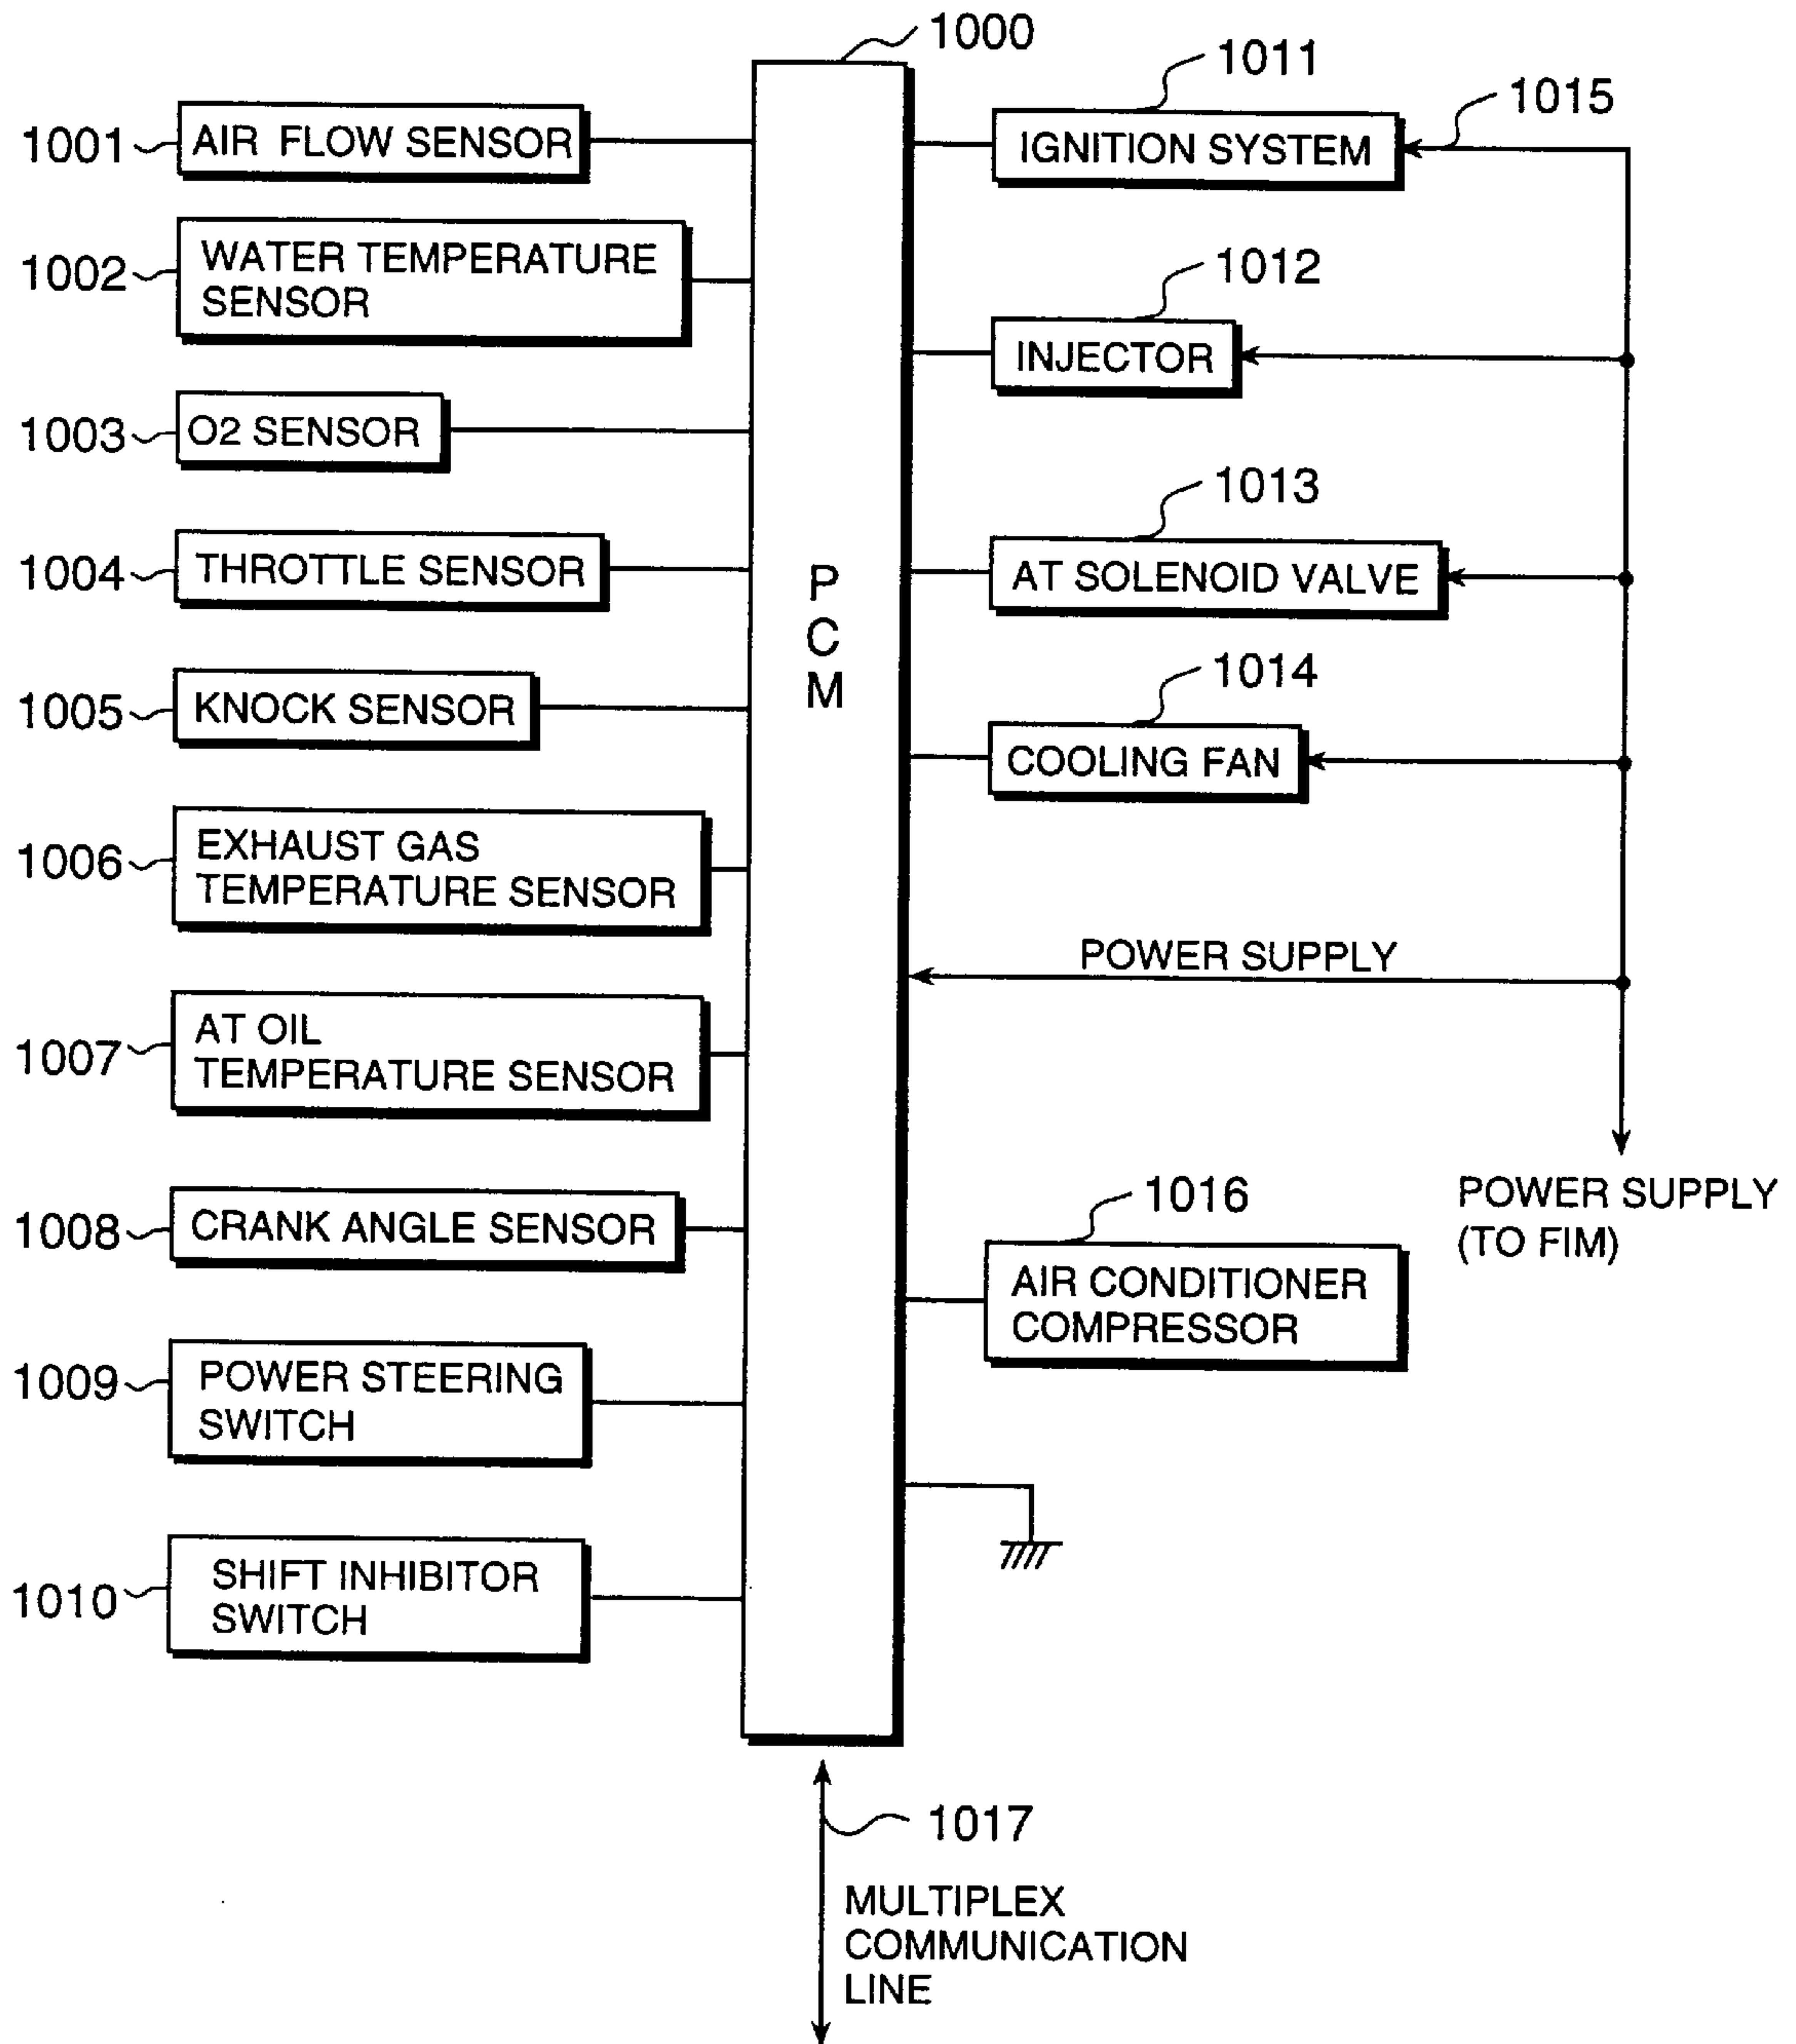 1000
1001
AIR FLOW SENSOR
1002
WATER TEMPERATURE
SENSOR
1003
O2 SENSOR
1004
THROTTLE SENSOR
1005
KNOCK SENSOR
1006
EXHAUST GAS
TEMPERATURE SENSOR
1007
AT OIL
TEMPERATURE SENSOR
1008
CRANK ANGLE SENSOR
1009
POWER STEERING
SWITCH
1010
SHIFT INHIBITOR
SWITCH
P
C
M
1011
IGNITION SYSTEM
1015
1012
INJECTOR
1013
AT SOLENOID VALVE
1014
COOLING FAN
POWER SUPPLY
POWER SUPPLY
(TO FIM)
1016
AIR CONDITIONER
COMPRESSOR
1017
MULTIPLEX
COMMUNICATION
LINE